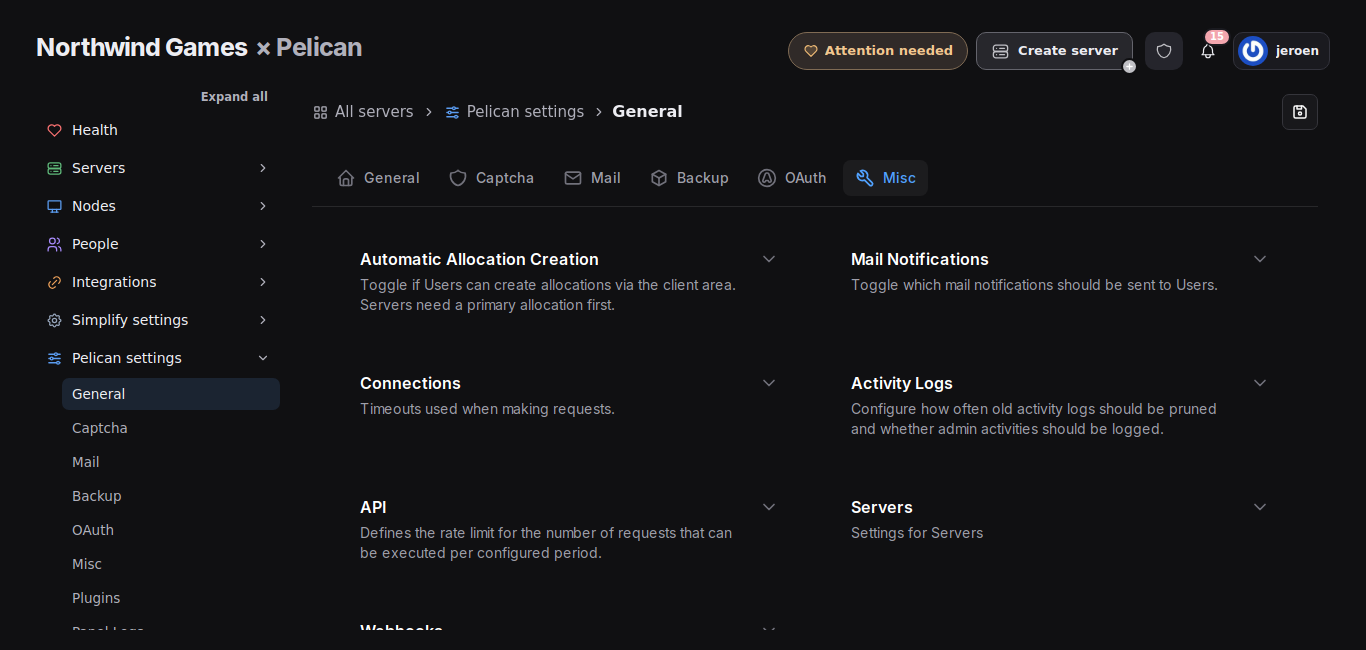 Northwind Games × Pelican
Attention needed
Create server
15
jeroen
Expand all
Health
Servers
Nodes
People
Integrations
Simplify settings
Pelican settings
General
Captcha
Mail
Backup
OAuth
Misc
Plugins
Panel Logs
All servers > Pelican settings > General
General
Captcha
Mail
Backup
OAuth
Misc
Automatic Allocation Creation
Toggle if Users can create allocations via the client area.
Servers need a primary allocation first.
Mail Notifications
Toggle which mail notifications should be sent to Users.
Connections
Timeouts used when making requests.
Activity Logs
Configure how often old activity logs should be pruned
and whether admin activities should be logged.
API
Defines the rate limit for the number of requests that can
be executed per configured period.
Servers
Settings for Servers
Webhooks